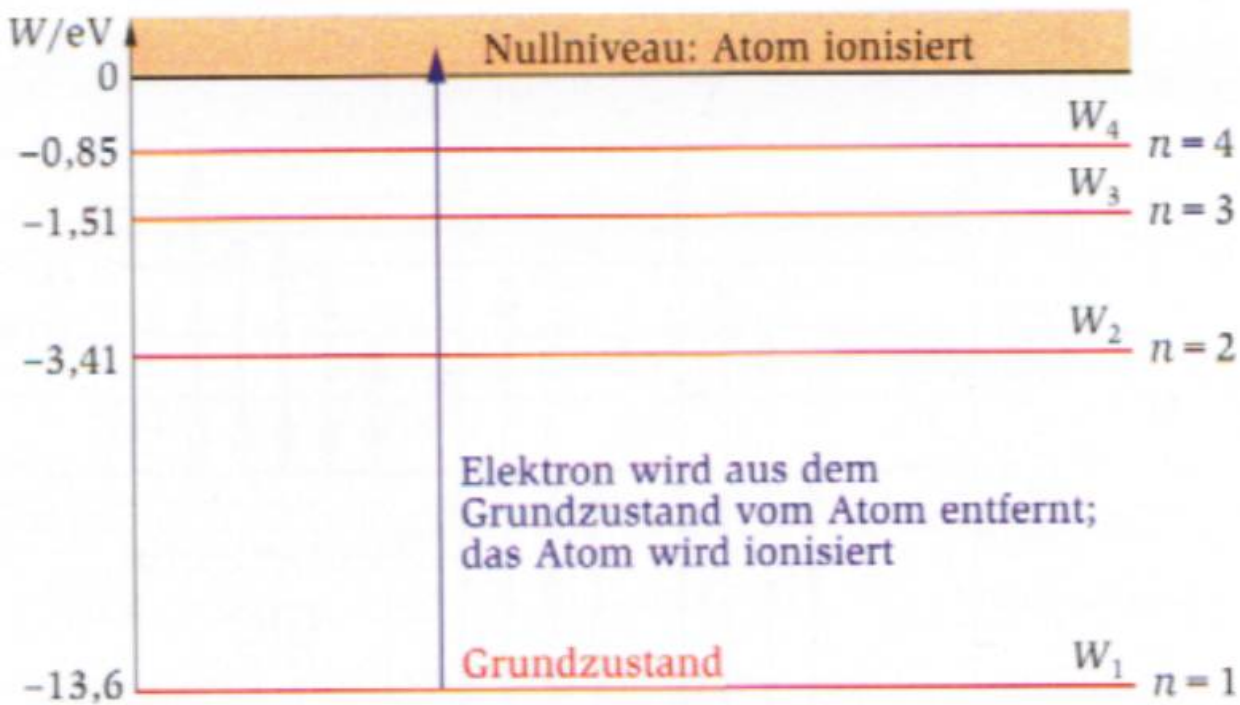 W/eV
Nullniveau: Atom ionisiert
0
W₄
−0,85
n = 4
W₃
−1,51
n = 3
W₂
−3,41
n = 2
Elektron wird aus dem
Grundzustand vom Atom entfernt;
das Atom wird ionisiert
Grundzustand
W₁
−13,6
n = 1